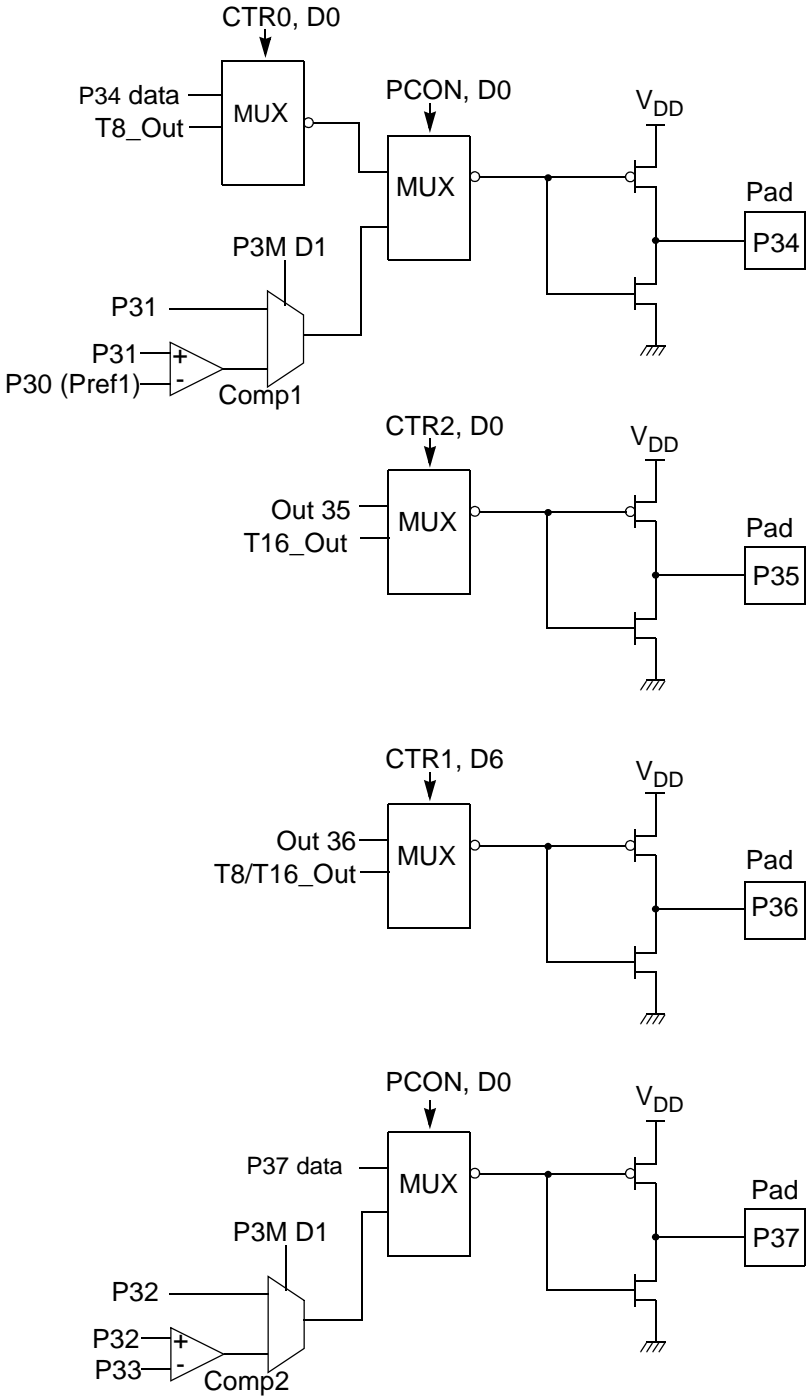 CTR0, D0
P34 data
T8_Out
MUX
PCON, D0
MUX
VDD
Pad
P34
P3M D1
P31
P31
P30 (Pref1)
+
-
Comp1
CTR2, D0
Out 35
T16_Out
MUX
VDD
Pad
P35
CTR1, D6
Out 36
T8/T16_Out
MUX
VDD
Pad
P36
PCON, D0
P37 data
MUX
VDD
Pad
P37
P3M D1
P32
P32
P33
+
-
Comp2